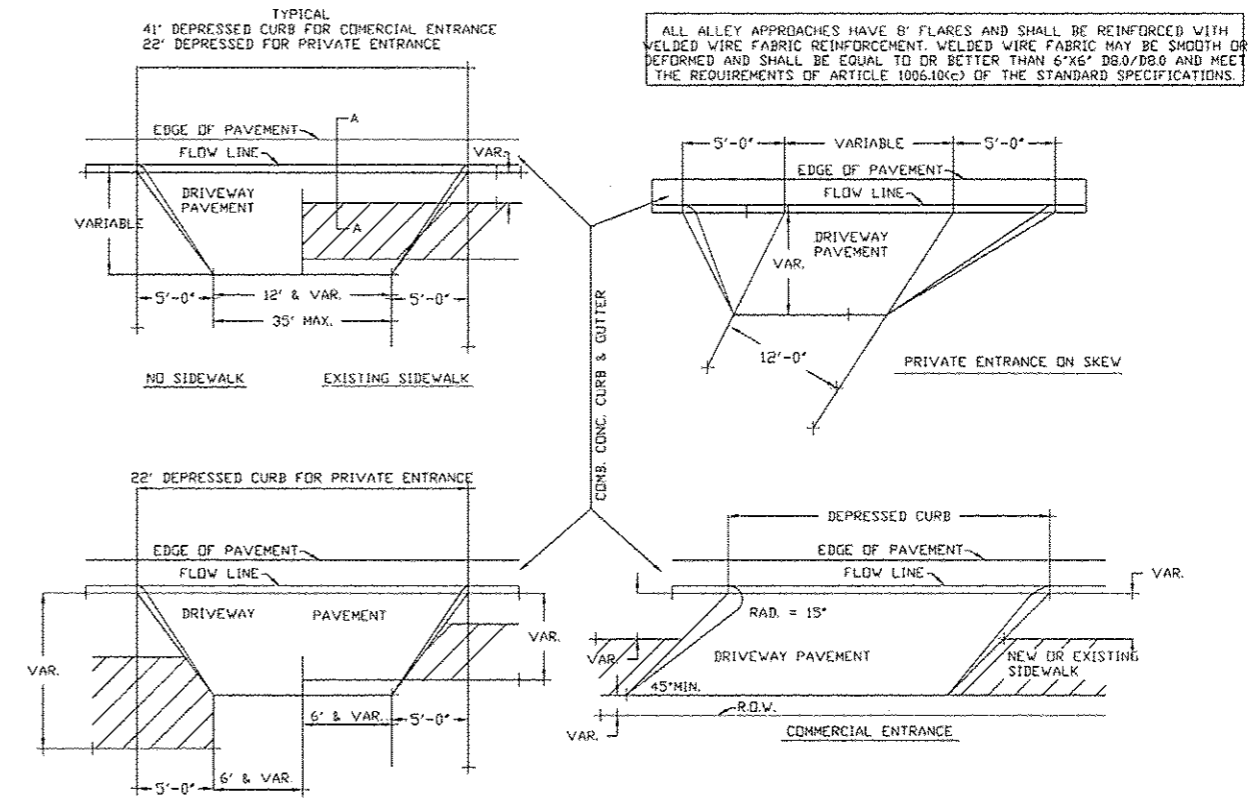 TYPICAL
41' DEPRESSED CURB FOR COMERCIAL ENTRANCE
22' DEPRESSED FOR PRIVATE ENTRANCE
EDGE OF PAVEMENT
A
FLOW LINE
VAR.
DRIVEWAY
PAVEMENT
VARIABLE
A
5'-0"
12' & VAR.
5'-0"
35' MAX.
NO SIDEWALK
EXISTING SIDEWALK
ALL ALLEY APPROACHES HAVE 8' FLARES AND SHALL BE REINFORCED WITH
WELDED WIRE FABRIC REINFORCEMENT. WELDED WIRE FABRIC MAY BE SMOOTH OR
DEFORMED AND SHALL BE EQUAL TO OR BETTER THAN 6"X6" D8.0/D8.0 AND MEET
THE REQUIREMENTS OF ARTICLE 1006.10(c) OF THE STANDARD SPECIFICATIONS.
5'-0"
VARIABLE
5'-0"
EDGE OF PAVEMENT
FLOW LINE
DRIVEWAY
PAVEMENT
VAR.
12'-0"
PRIVATE ENTRANCE ON SKEW
COMB. CONC. CURB & GUTTER
22' DEPRESSED CURB FOR PRIVATE ENTRANCE
EDGE OF PAVEMENT
FLOW LINE
DRIVEWAY
PAVEMENT
VAR.
VAR.
6' & VAR.
5'-0"
5'-0"
6' & VAR.
DEPRESSED CURB
EDGE OF PAVEMENT
FLOW LINE
VAR.
RAD. = 15"
VAR.
DRIVEWAY PAVEMENT
NEW OR EXISTING
SIDEWALK
45°MIN.
R.O.W.
VAR.
COMMERCIAL ENTRANCE